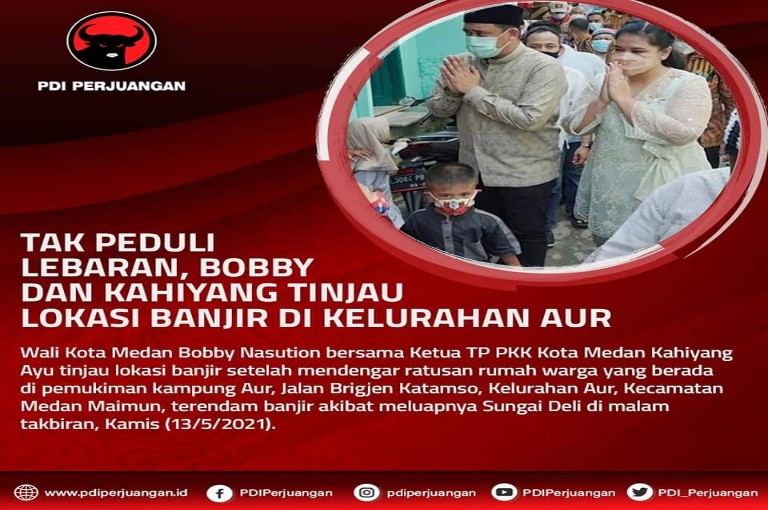 PDI PERJUANGAN
TAK PEDULI
LEBARAN, BOBBY
DAN KAHIYANG TINJAU
LOKASI BANJIR DI KELURAHAN AUR
Wali Kota Medan Bobby Nasution bersama Ketua TP PKK Kota Medan Kahiyang
Ayu tinjau lokasi banjir setelah mendengar ratusan rumah warga yang berada
di pemukiman kampung Aur, Jalan Brigjen Katamso, Kelurahan Aur, Kecamatan
Medan Maimun, terendam banjir akibat meluapnya Sungai Deli di malam
takbiran, Kamis (13/5/2021).
www.pdiperjuangan.id PDIPerjuangan pdiperjuangan PDIPerjuangan PDI_Perjuangan